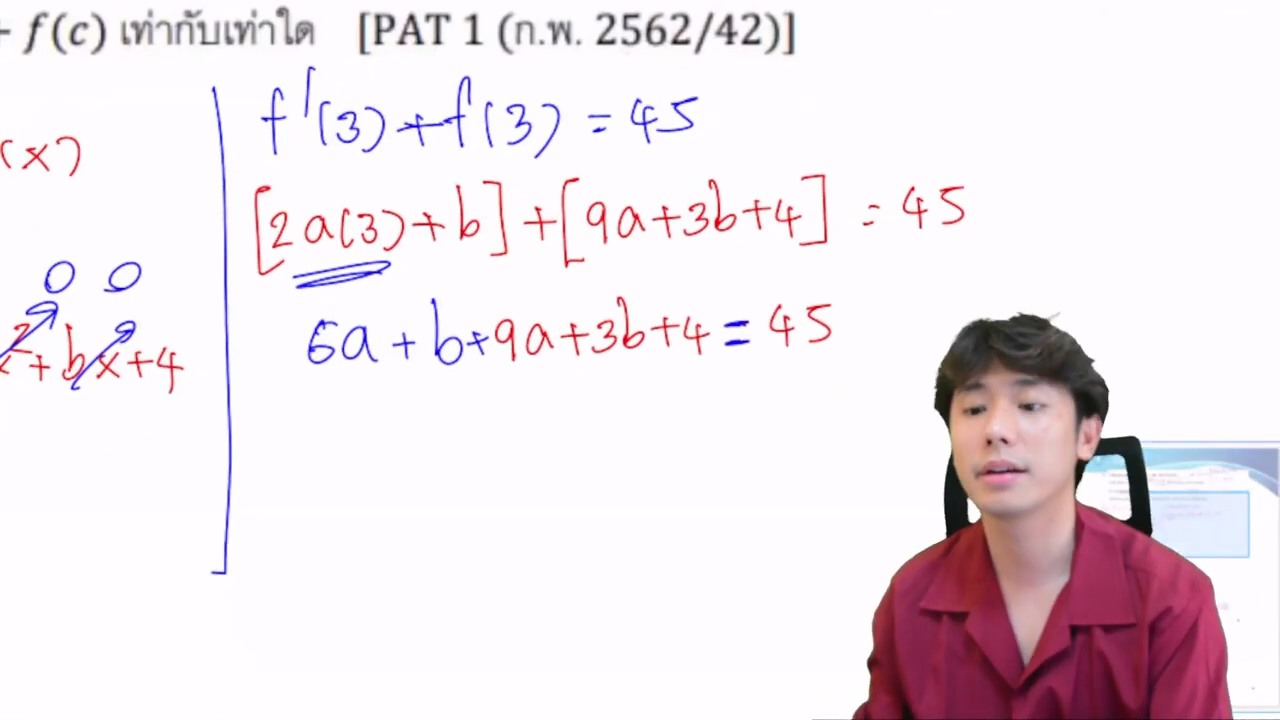 + f(c) เท่ากับเท่าใด [PAT 1 (ก.พ. 2562/42)]
(x)
0 0
+ bx + 4
f'(3) + f(3) = 45
[2a(3) + b] + [9a + 3b + 4] = 45
6a + b + 9a + 3b + 4 = 45